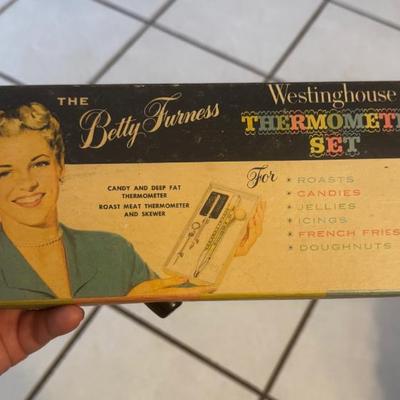 THE
Betty Furness
Westinghouse
THERMOMETE
SET
CANDY AND DEEP FAT
THERMOMETER
ROAST MEAT THERMOMETER
AND SKEWER
For
* ROASTS
* CANDIES
* JELLIES
* ICINGS
* FRENCH FRIES
* DOUGHNUTS